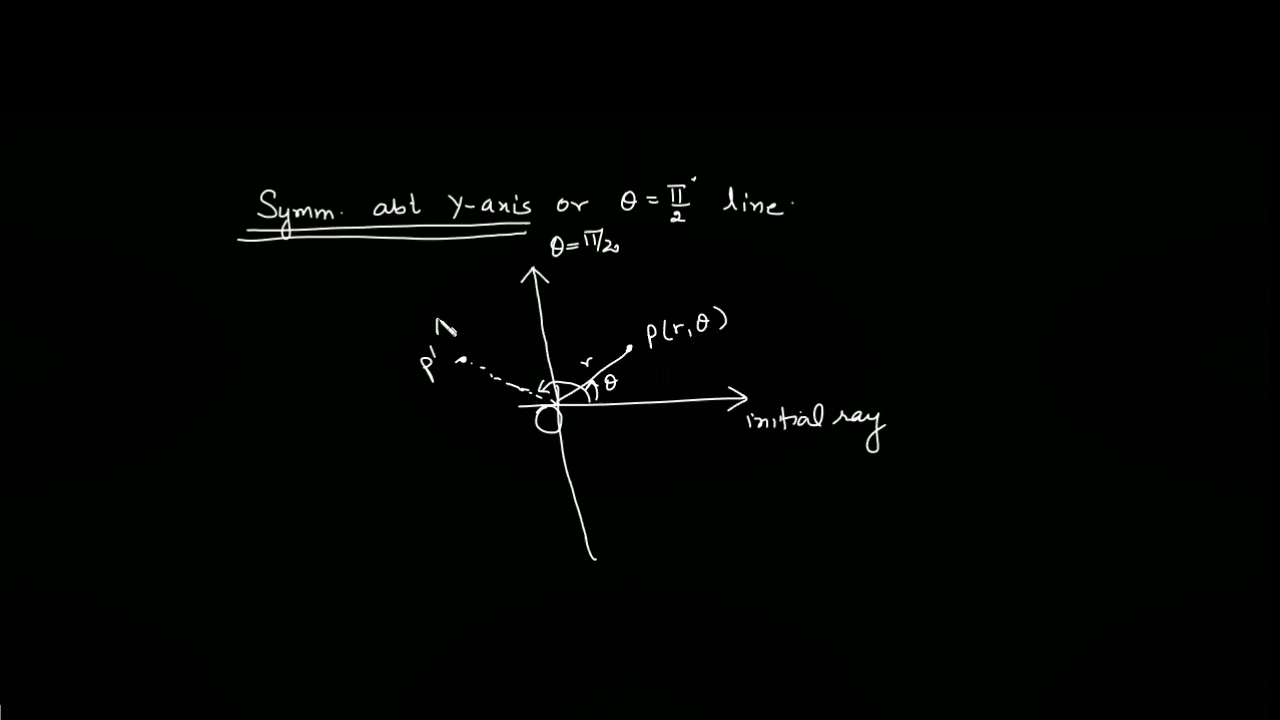 Symm. abt Y-axis or θ = π/2 line.
θ=π/2
P(r,θ)
r
P'
θ
O
initial ray